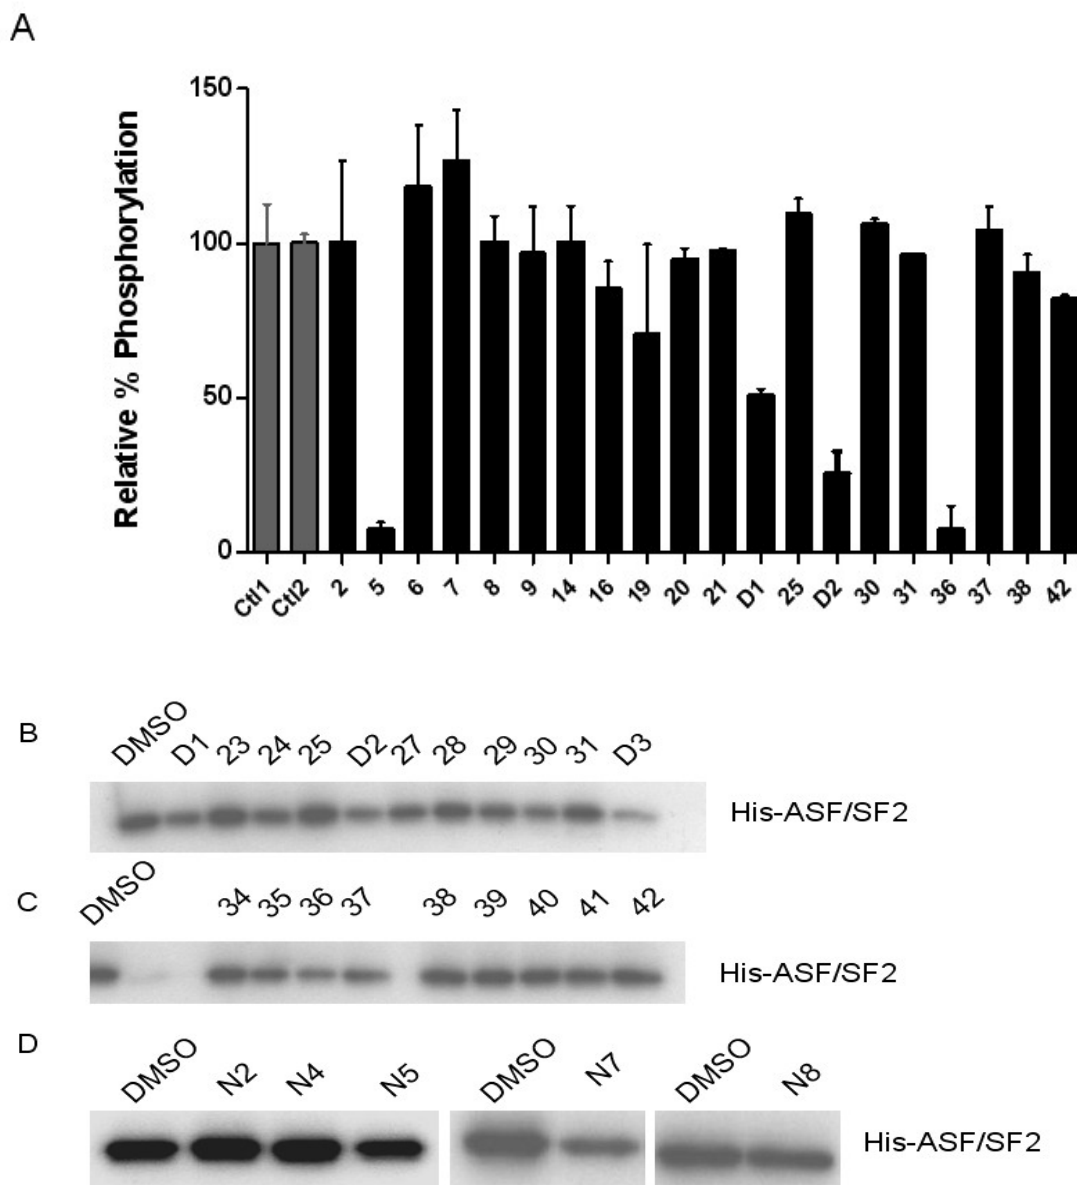 A
Relative % Phosphorylation
150
100
50
0
Ctl1 Ctl2 2 5 6 7 8 9 14 16 19 20 21 D1 25 D2 30 31 36 37 38 42
B
DMSO D1 23 24 25 D2 27 28 29 30 31 D3
His-ASF/SF2
C
DMSO 34 35 36 37 38 39 40 41 42
His-ASF/SF2
D
DMSO N2 N4 N5 DMSO N7 DMSO N8
His-ASF/SF2